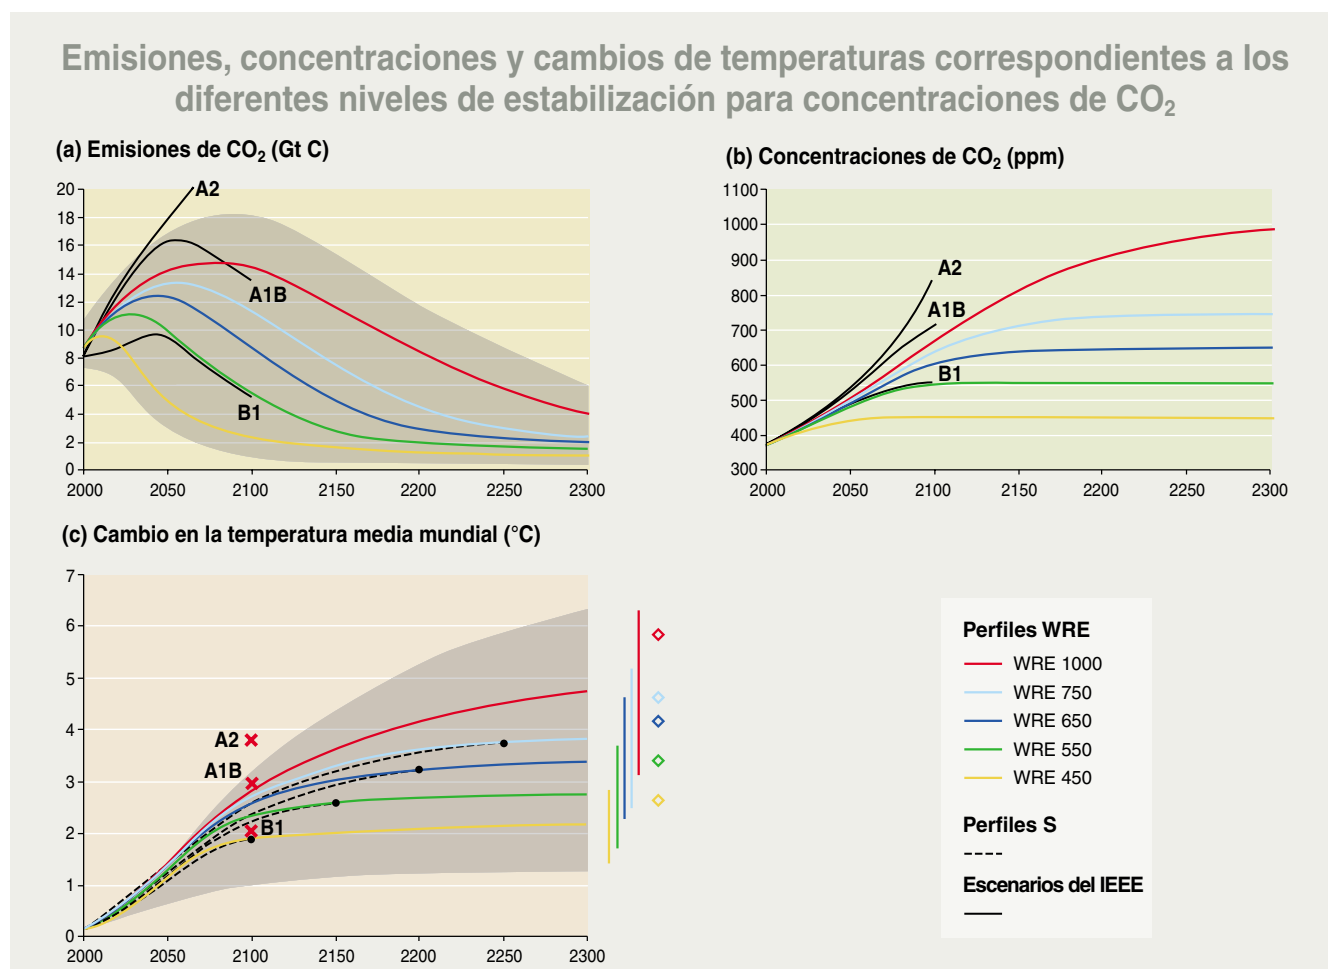 Emisiones, concentraciones y cambios de temperaturas correspondientes a los
diferentes niveles de estabilización para concentraciones de CO₂
(a) Emisiones de CO₂ (Gt C)
20
18
16
14
12
10
8
6
4
2
0
A2
A1B
B1
2000 2050 2100 2150 2200 2250 2300
(b) Concentraciones de CO₂ (ppm)
1100
1000
900
800
700
600
500
400
300
A2
A1B
B1
2000 2050 2100 2150 2200 2250 2300
(c) Cambio en la temperatura media mundial (°C)
7
6
5
4
3
2
1
0
A2
A1B
B1
2000 2050 2100 2150 2200 2250 2300
Perfiles WRE
WRE 1000
WRE 750
WRE 650
WRE 550
WRE 450
Perfiles S
Escenarios del IEEE